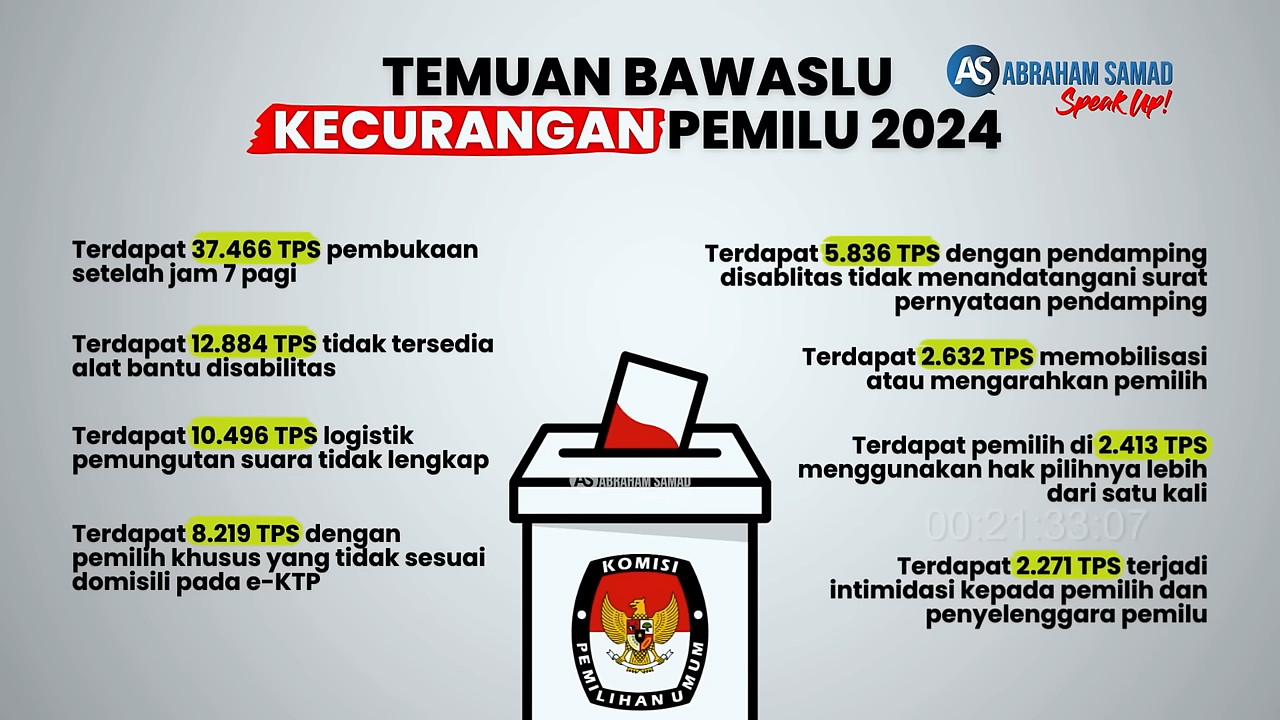 TEMUAN BAWASLU
KECURANGAN PEMILU 2024
AS ABRAHAM SAMAD
Speak Up!
Terdapat 37.466 TPS pembukaan
setelah jam 7 pagi
Terdapat 12.884 TPS tidak tersedia
alat bantu disabilitas
Terdapat 10.496 TPS logistik
pemungutan suara tidak lengkap
Terdapat 8.219 TPS dengan
pemilih khusus yang tidak sesuai
domisili pada e-KTP
Terdapat 5.836 TPS dengan pendamping
disablitas tidak menandatangani surat
pernyataan pendamping
Terdapat 2.632 TPS memobilisasi
atau mengarahkan pemilih
Terdapat pemilih di 2.413 TPS
menggunakan hak pilihnya lebih
dari satu kali
00:21:33:07
Terdapat 2.271 TPS terjadi
intimidasi kepada pemilih dan
penyelenggara pemilu
AS ABRAHAM SAMAD
KOMISI
PEMILIHAN UMUM